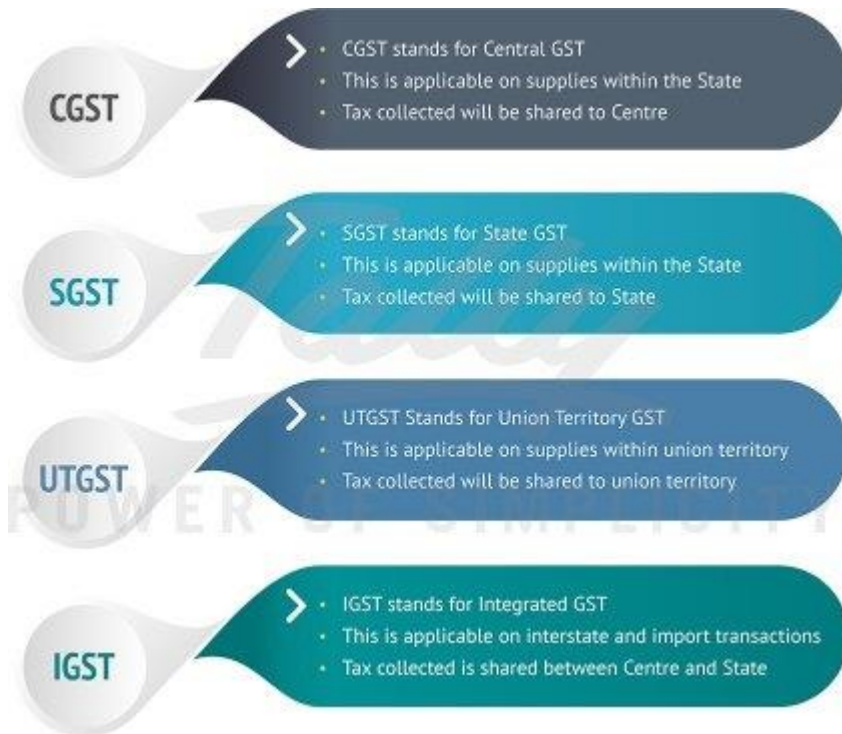 CGST
CGST stands for Central GST
This is applicable on supplies within the State
Tax collected will be shared to Centre
SGST
SGST stands for State GST
This is applicable on supplies within the State
Tax collected will be shared to State
Tally
UTGST
UTGST Stands for Union Territory GST
This is applicable on supplies within union territory
Tax collected will be shared to union territory
POWER OF SIMPLICITY
IGST
IGST stands for Integrated GST
This is applicable on interstate and import transactions
Tax collected is shared between Centre and State